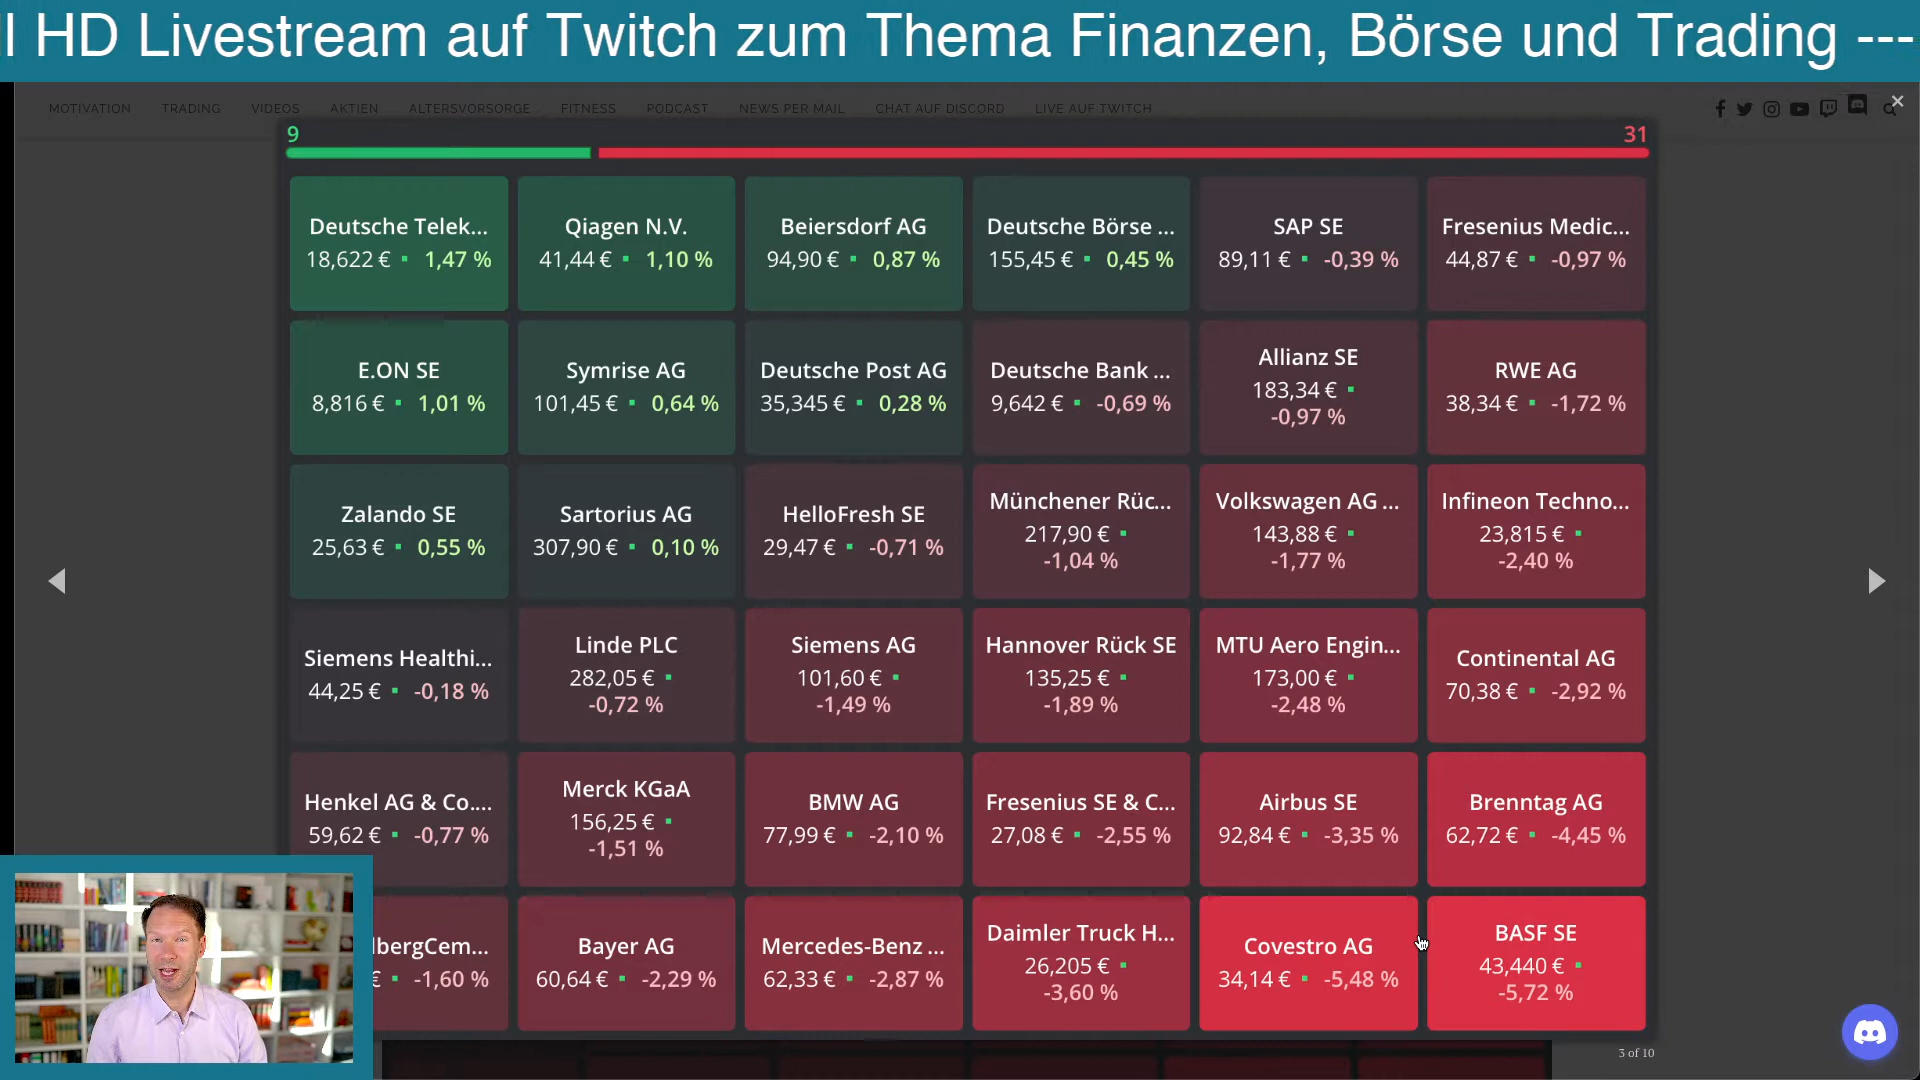 l HD Livestream auf Twitch zum Thema Finanzen, Börse und Trading ---
MOTIVATION TRADING VIDEOS AKTIEN ALTERSVORSORGE FITNESS PODCAST NEWS PER MAIL CHAT AUF DISCORD LIVE AUF TWITCH
9 31
Deutsche Telek...
18,622 € ▪ 1,47 %
Qiagen N.V.
41,44 € ▪ 1,10 %
Beiersdorf AG
94,90 € ▪ 0,87 %
Deutsche Börse ...
155,45 € ▪ 0,45 %
SAP SE
89,11 € ▪ -0,39 %
Fresenius Medic...
44,87 € ▪ -0,97 %
E.ON SE
8,816 € ▪ 1,01 %
Symrise AG
101,45 € ▪ 0,64 %
Deutsche Post AG
35,345 € ▪ 0,28 %
Deutsche Bank ...
9,642 € ▪ -0,69 %
Allianz SE
183,34 € ▪
-0,97 %
RWE AG
38,34 € ▪ -1,72 %
Zalando SE
25,63 € ▪ 0,55 %
Sartorius AG
307,90 € ▪ 0,10 %
HelloFresh SE
29,47 € ▪ -0,71 %
Münchener Rüc...
217,90 € ▪
-1,04 %
Volkswagen AG ...
143,88 € ▪
-1,77 %
Infineon Techno...
23,815 € ▪
-2,40 %
Siemens Healthi...
44,25 € ▪ -0,18 %
Linde PLC
282,05 € ▪
-0,72 %
Siemens AG
101,60 € ▪
-1,49 %
Hannover Rück SE
135,25 € ▪
-1,89 %
MTU Aero Engin...
173,00 € ▪
-2,48 %
Continental AG
70,38 € ▪ -2,92 %
Henkel AG & Co....
59,62 € ▪ -0,77 %
Merck KGaA
156,25 € ▪
-1,51 %
BMW AG
77,99 € ▪ -2,10 %
Fresenius SE & C...
27,08 € ▪ -2,55 %
Airbus SE
92,84 € ▪ -3,35 %
Brenntag AG
62,72 € ▪ -4,45 %
lbergCem...
€ ▪ -1,60 %
Bayer AG
60,64 € ▪ -2,29 %
Mercedes-Benz ...
62,33 € ▪ -2,87 %
Daimler Truck H...
26,205 € ▪
-3,60 %
Covestro AG
34,14 € ▪ -5,48 %
BASF SE
43,440 € ▪
-5,72 %
3 of 10